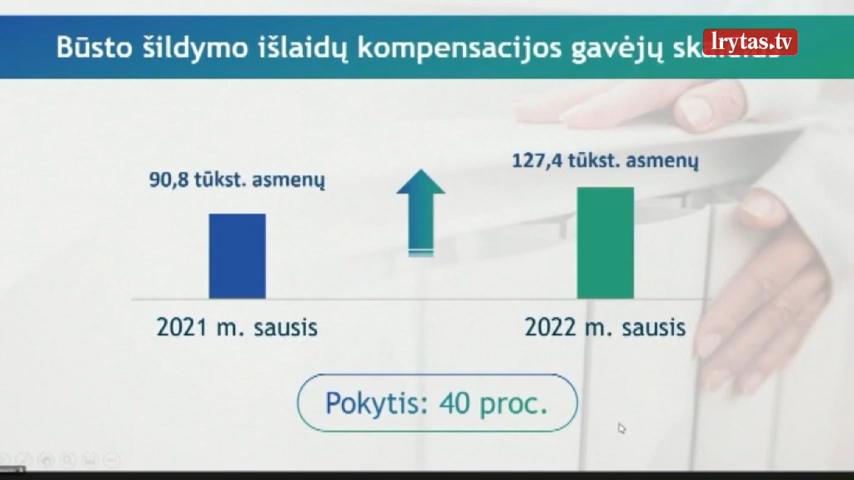 Būsto šildymo išlaidų kompensacijos gavėjų
lrytas.tv
90,8 tūkst. asmenų
127,4 tūkst. asmenų
2021 m. sausis
2022 m. sausis
Pokytis: 40 proc.